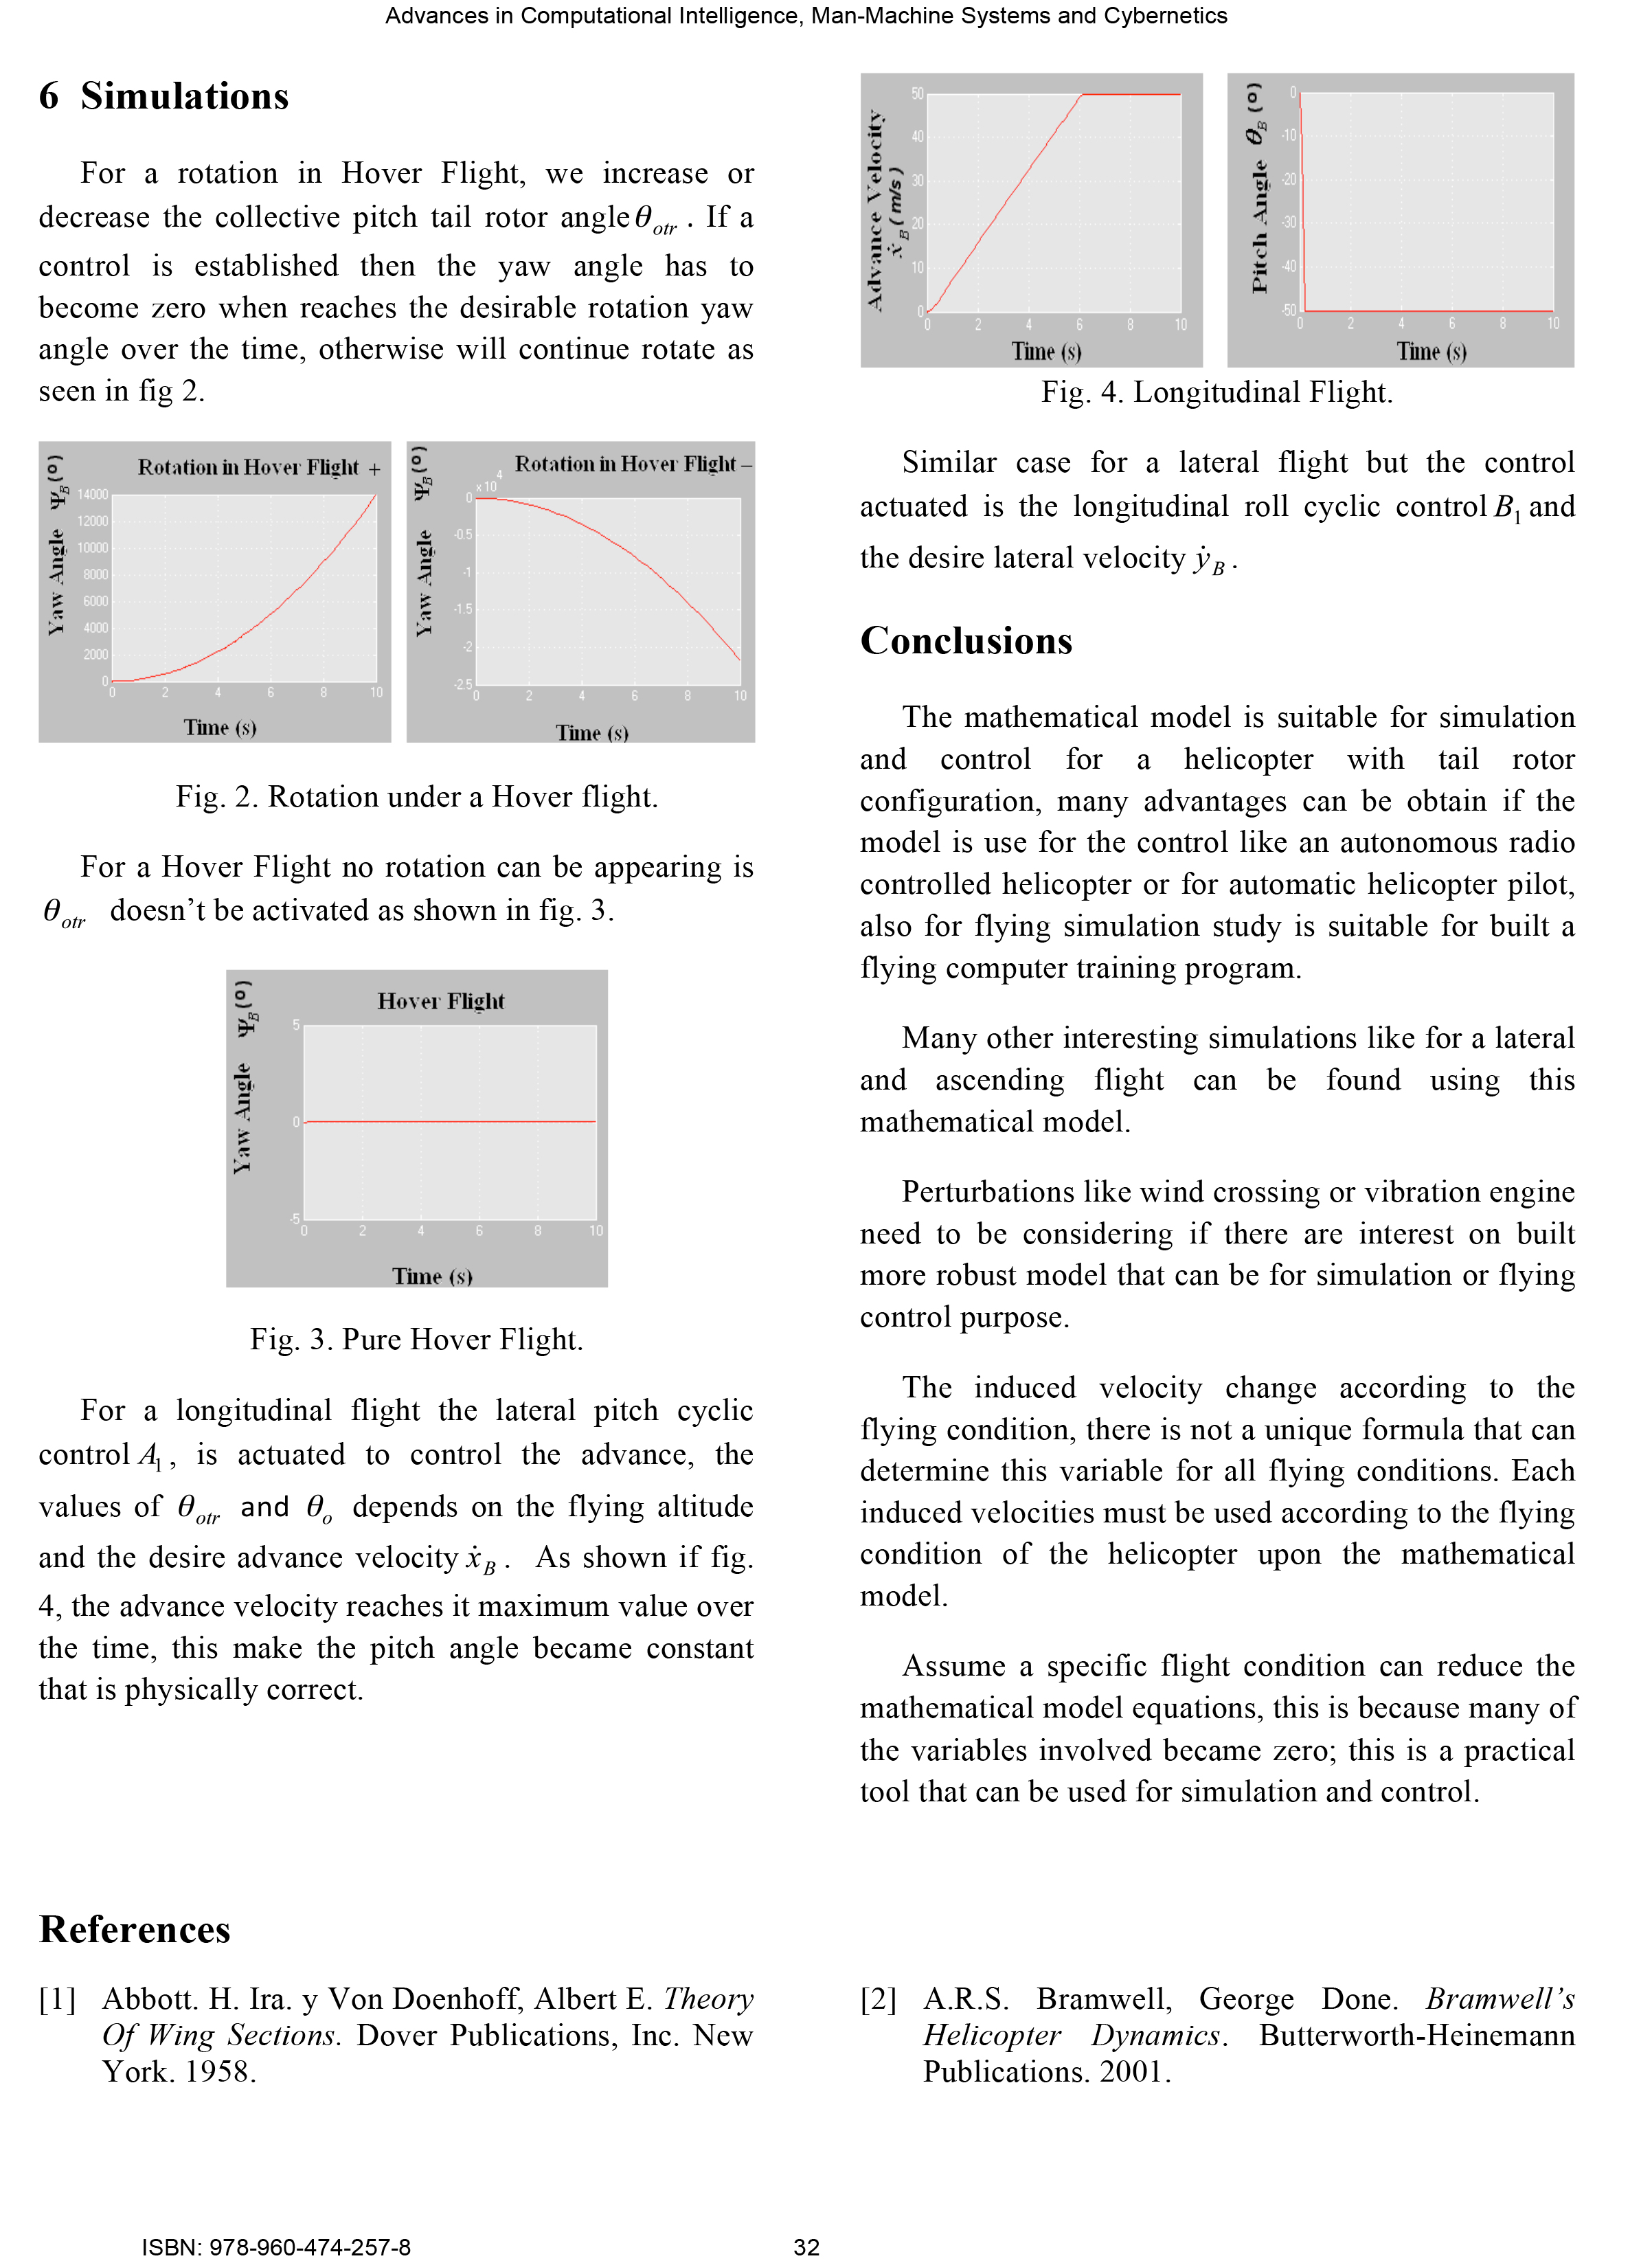 Advances in Computational Intelligence, Man-Machine Systems and Cybernetics
6 Simulations
For a rotation in Hover Flight, we increase or
decrease the collective pitch tail rotor angle θotr . If a
control is established then the yaw angle has to
become zero when reaches the desirable rotation yaw
angle over the time, otherwise will continue rotate as
seen in fig 2.
Yaw Angle ΨB (o)
Rotation in Hover Flight +
14000
12000
10000
8000
6000
4000
2000
0
0 2 4 6 8 10
Time (s)
Yaw Angle ΨB (o)
Rotation in Hover Flight –
x 10 4
0
-0.5
-1
-1.5
-2
-2.5
0 2 4 6 8 10
Time (s)
Fig. 2. Rotation under a Hover flight.
For a Hover Flight no rotation can be appearing is
θotr doesn’t be activated as shown in fig. 3.
Yaw Angle ΨB (o)
Hover Flight
5
0
-5
0 2 4 6 8 10
Time (s)
Fig. 3. Pure Hover Flight.
For a longitudinal flight the lateral pitch cyclic
control A1 , is actuated to control the advance, the
values of θotr and θo depends on the flying altitude
and the desire advance velocity ẋB . As shown if fig.
4, the advance velocity reaches it maximum value over
the time, this make the pitch angle became constant
that is physically correct.
Advance Velocity
ẋB ( m/s )
50
40
30
20
10
0
0 2 4 6 8 10
Time (s)
Pitch Angle θB (o)
0
-10
-20
-30
-40
-50
0 2 4 6 8 10
Time (s)
Fig. 4. Longitudinal Flight.
Similar case for a lateral flight but the control
actuated is the longitudinal roll cyclic control B1 and
the desire lateral velocity ẏB .
Conclusions
The mathematical model is suitable for simulation
and control for a helicopter with tail rotor
configuration, many advantages can be obtain if the
model is use for the control like an autonomous radio
controlled helicopter or for automatic helicopter pilot,
also for flying simulation study is suitable for built a
flying computer training program.
Many other interesting simulations like for a lateral
and ascending flight can be found using this
mathematical model.
Perturbations like wind crossing or vibration engine
need to be considering if there are interest on built
more robust model that can be for simulation or flying
control purpose.
The induced velocity change according to the
flying condition, there is not a unique formula that can
determine this variable for all flying conditions. Each
induced velocities must be used according to the flying
condition of the helicopter upon the mathematical
model.
Assume a specific flight condition can reduce the
mathematical model equations, this is because many of
the variables involved became zero; this is a practical
tool that can be used for simulation and control.
References
[1] Abbott. H. Ira. y Von Doenhoff, Albert E. Theory
Of Wing Sections. Dover Publications, Inc. New
York. 1958.
[2] A.R.S. Bramwell, George Done. Bramwell’s
Helicopter Dynamics. Butterworth-Heinemann
Publications. 2001.
ISBN: 978-960-474-257-8
32